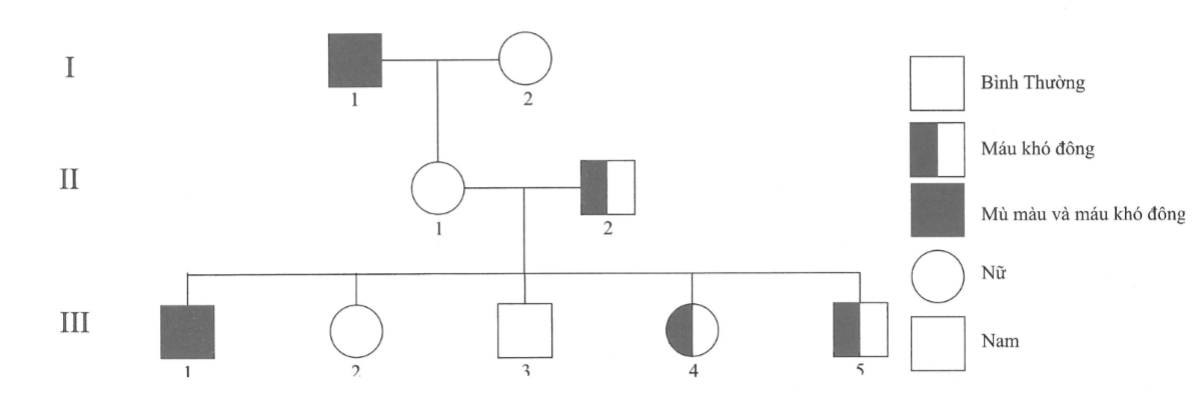 I
1
2
II
1
2
III
1
2
3
4
5
Bình Thường
Máu khó đông
Mù màu và máu khó đông
Nữ
Nam